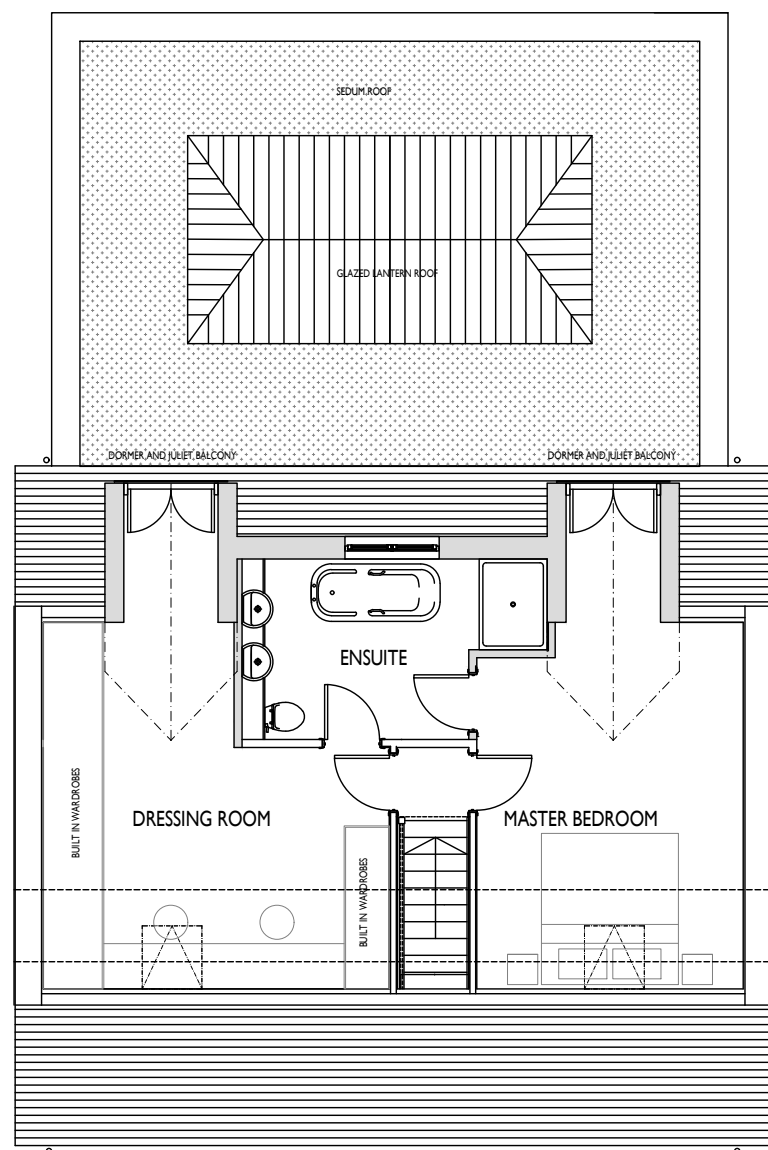 SEDUM ROOF
GLAZED LANTERN ROOF
DORMER AND JULIET BALCONY
DORMER AND JULIET BALCONY
ENSUITE
BUILT IN WARDROBES
DRESSING ROOM
MASTER BEDROOM
BUILT IN WARDROBES